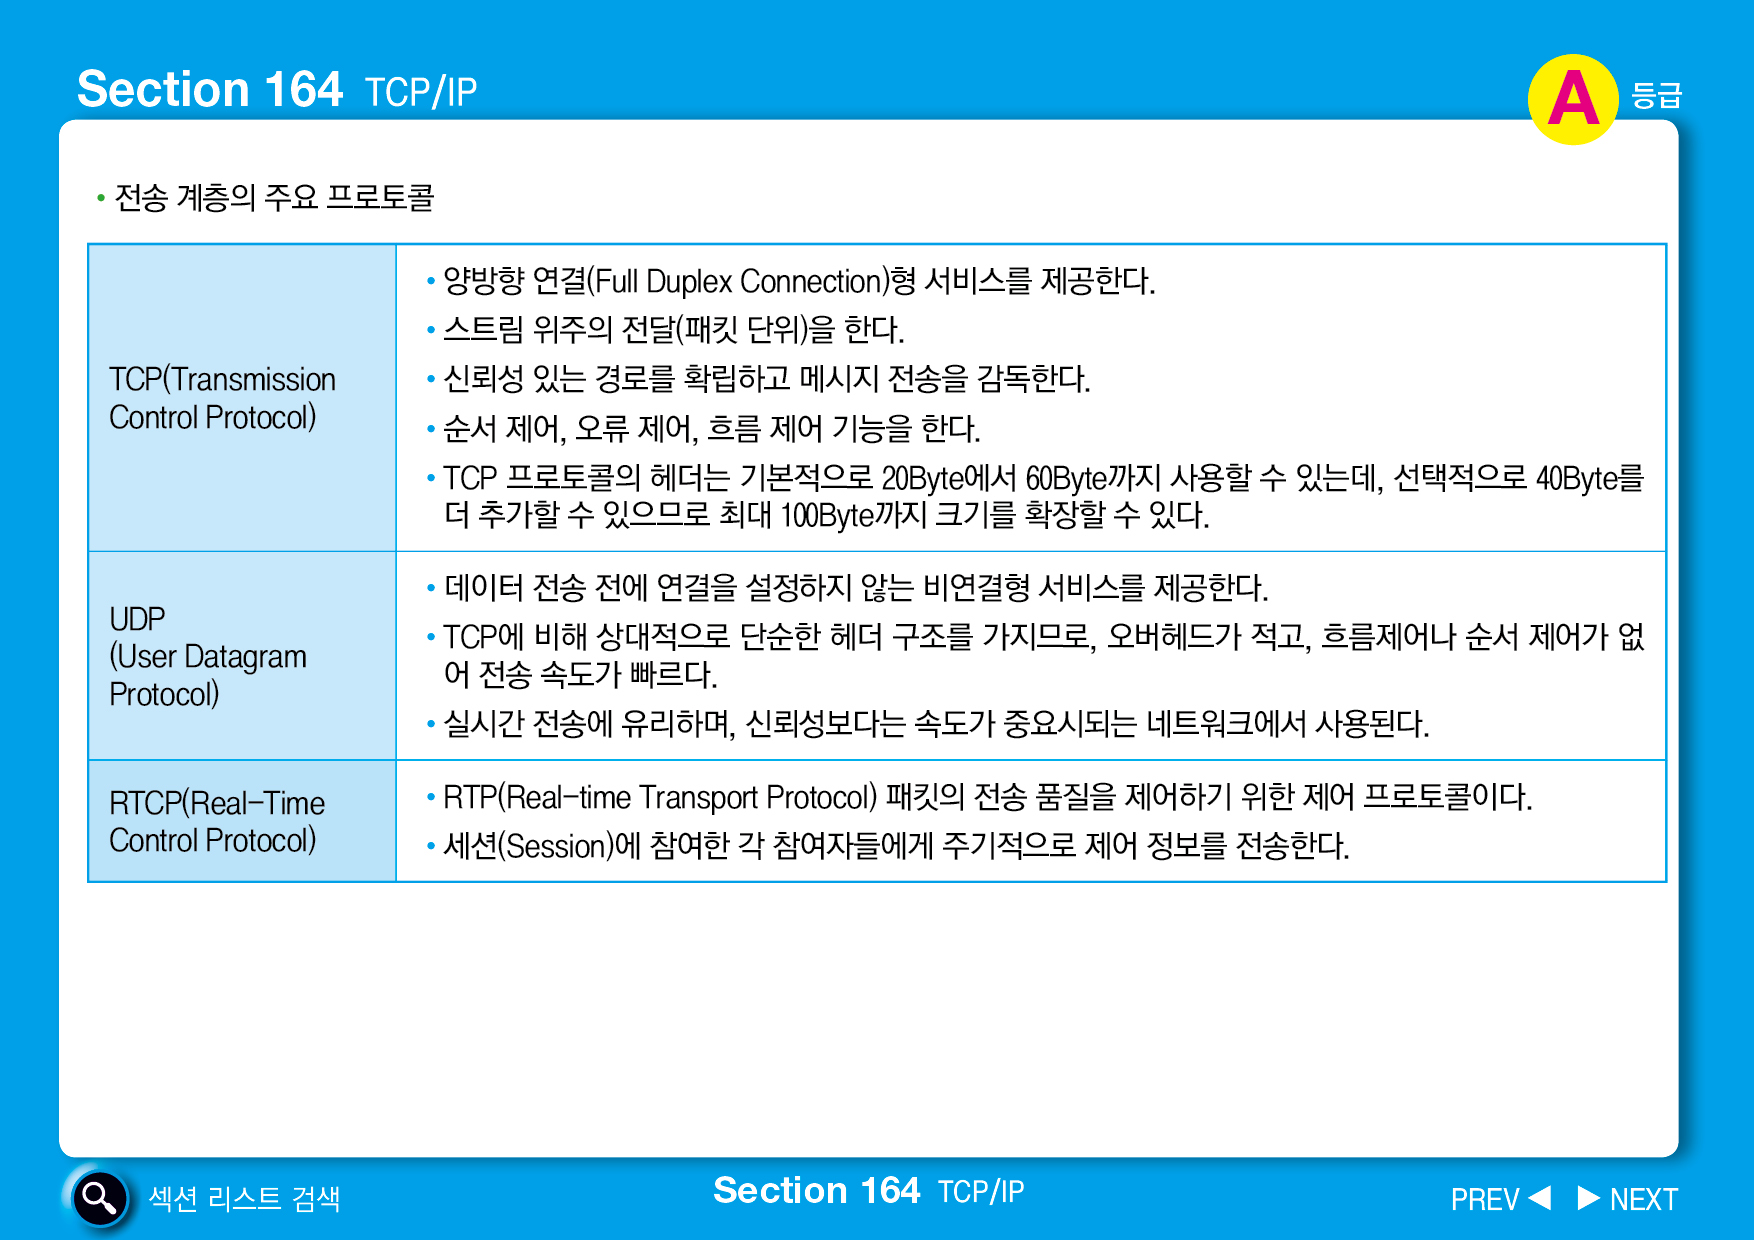 Section 164 TCP/IP
A 등급
• 전송 계층의 주요 프로토콜
TCP(Transmission
Control Protocol)
• 양방향 연결(Full Duplex Connection)형 서비스를 제공한다.
• 스트림 위주의 전달(패킷 단위)을 한다.
• 신뢰성 있는 경로를 확립하고 메시지 전송을 감독한다.
• 순서 제어, 오류 제어, 흐름 제어 기능을 한다.
• TCP 프로토콜의 헤더는 기본적으로 20Byte에서 60Byte까지 사용할 수 있는데, 선택적으로 40Byte를
더 추가할 수 있으므로 최대 100Byte까지 크기를 확장할 수 있다.
UDP
(User Datagram
Protocol)
• 데이터 전송 전에 연결을 설정하지 않는 비연결형 서비스를 제공한다.
• TCP에 비해 상대적으로 단순한 헤더 구조를 가지므로, 오버헤드가 적고, 흐름제어나 순서 제어가 없
어 전송 속도가 빠르다.
• 실시간 전송에 유리하며, 신뢰성보다는 속도가 중요시되는 네트워크에서 사용된다.
RTCP(Real-Time
Control Protocol)
• RTP(Real-time Transport Protocol) 패킷의 전송 품질을 제어하기 위한 제어 프로토콜이다.
• 세션(Session)에 참여한 각 참여자들에게 주기적으로 제어 정보를 전송한다.
섹션 리스트 검색
Section 164 TCP/IP
PREV ◀ ▶ NEXT